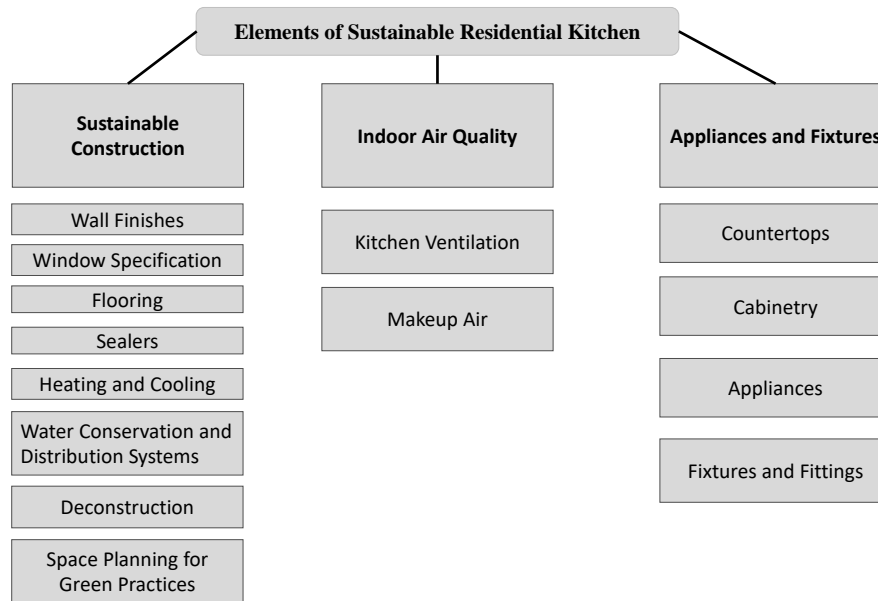 Elements of Sustainable Residential Kitchen
Sustainable
Construction
Wall Finishes
Window Specification
Flooring
Sealers
Heating and Cooling
Water Conservation and
Distribution Systems
Deconstruction
Space Planning for
Green Practices
Indoor Air Quality
Kitchen Ventilation
Makeup Air
Appliances and Fixtures
Countertops
Cabinetry
Appliances
Fixtures and Fittings